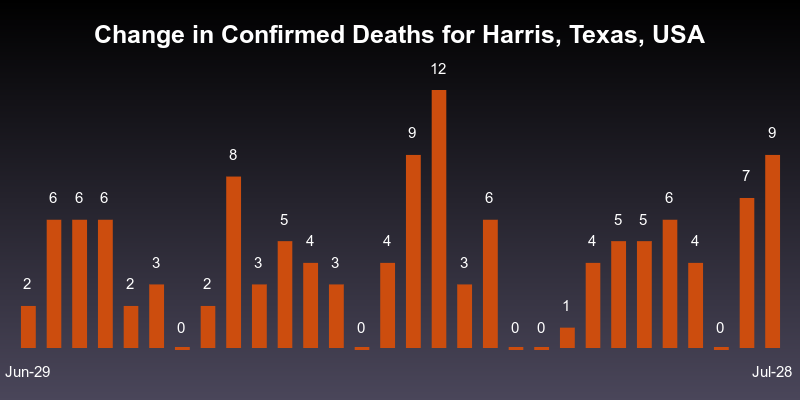 Change in Confirmed Deaths for Harris, Texas, USA
2 6 6 6 2 3 0 2 8 3 5 4 3 0 4 9 12 3 6 0 0 1 4 5 5 6 4 0 7 9
Jun-29 Jul-28